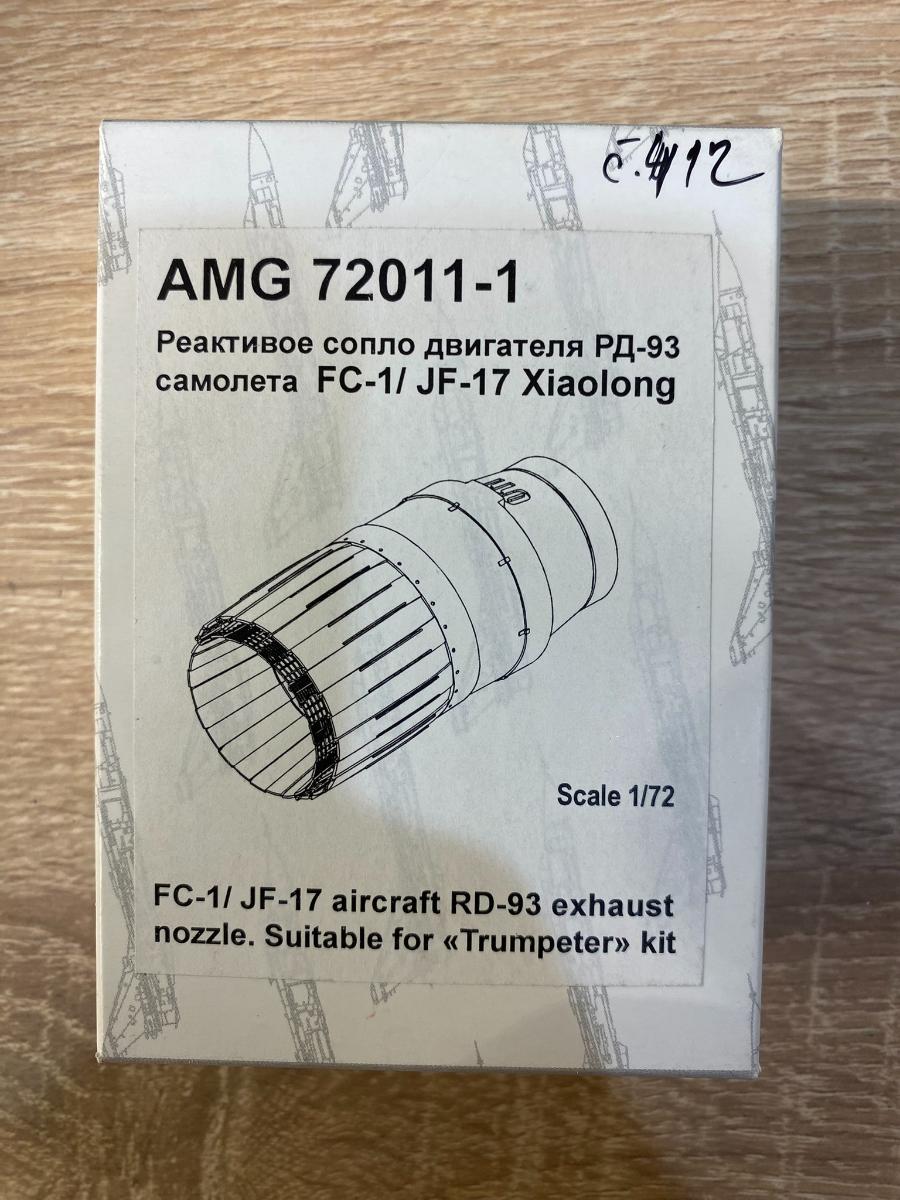 č. 12
AMG 72011-1
Реактивое сопло двигателя РД-93
самолета FC-1/ JF-17 Xiaolong
Scale 1/72
FC-1/ JF-17 aircraft RD-93 exhaust
nozzle. Suitable for «Trumpeter» kit